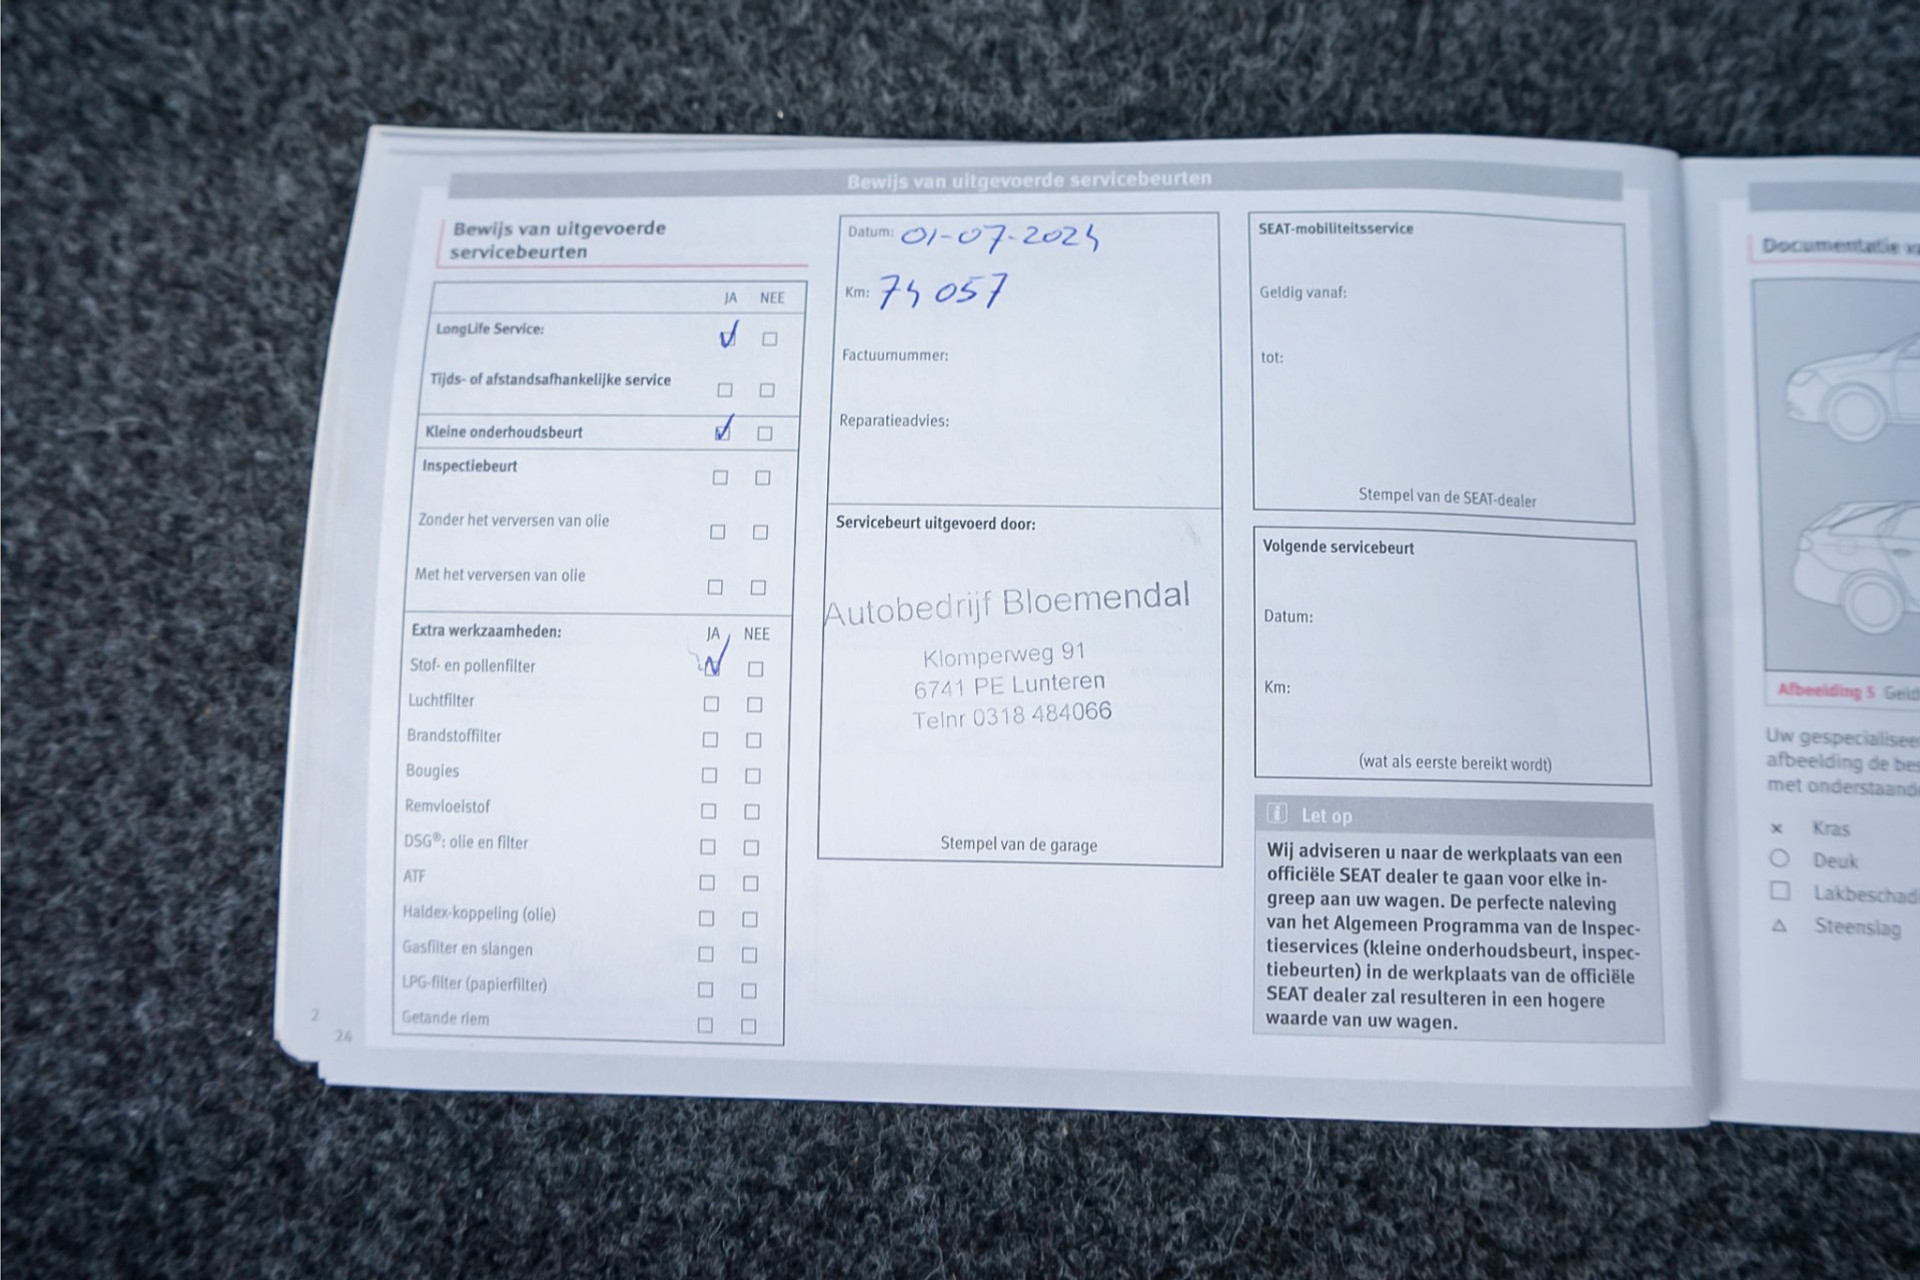 Bewijs van uitgevoerde servicebeurten
Bewijs van uitgevoerde
servicebeurten
JA NEE
LongLife Service:
Tijds- of afstandsafhankelijke service
Kleine onderhoudsbeurt
Inspectiebeurt
Zonder het verversen van olie
Met het verversen van olie
Extra werkzaamheden: JA NEE
Stof- en pollenfilter
Luchtfilter
Brandstoffilter
Bougies
Remvloeistof
DSG®: olie en filter
ATF
Haldex-koppeling (olie)
Gasfilter en slangen
LPG-filter (papierfilter)
Getande riem
2
24
Datum: 01-07-2024
Km: 74 057
Factuurnummer:
Reparatieadvies:
Servicebeurt uitgevoerd door:
Autobedrijf Bloemendal
Klomperweg 91
6741 PE Lunteren
Telnr 0318 484066
Stempel van de garage
SEAT-mobiliteitsservice
Geldig vanaf:
tot:
Stempel van de SEAT-dealer
Volgende servicebeurt
Datum:
Km:
(wat als eerste bereikt wordt)
i Let op
Wij adviseren u naar de werkplaats van een
officiële SEAT dealer te gaan voor elke in-
greep aan uw wagen. De perfecte naleving
van het Algemeen Programma van de Inspec-
tieservices (kleine onderhoudsbeurt, inspec-
tiebeurten) in de werkplaats van de officiële
SEAT dealer zal resulteren in een hogere
waarde van uw wagen.
Documentatie
Afbeelding 5
Uw
afbeelding de
met
Kras
Deuk
Steenslag